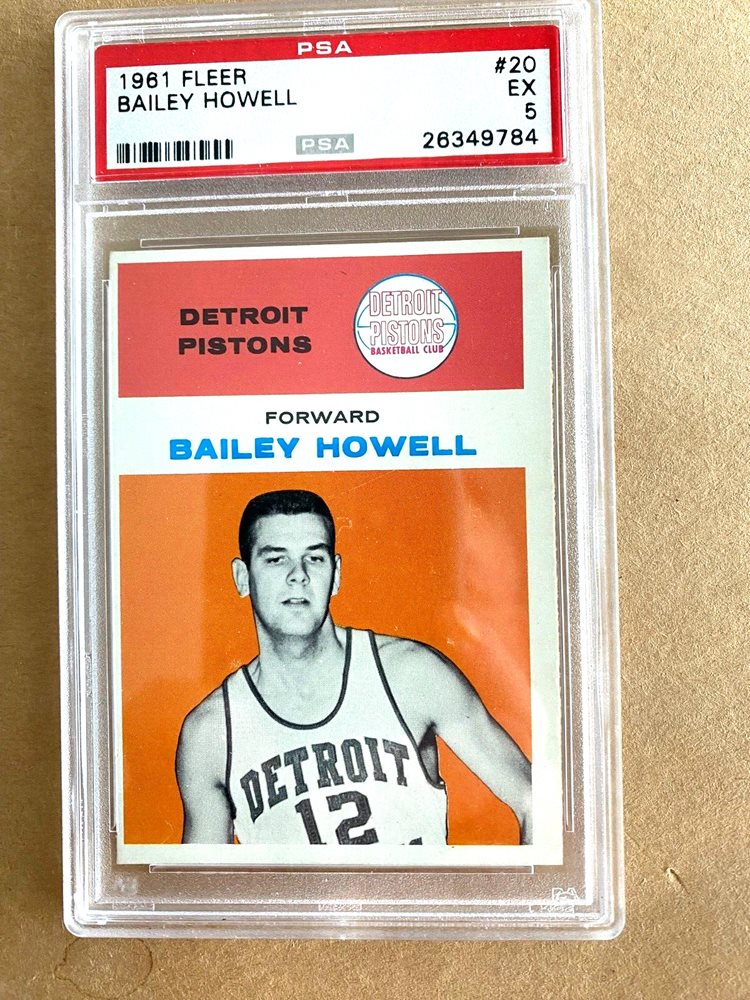 PSA
1961 FLEER #20
BAILEY HOWELL EX
5
PSA 26349784
DETROIT
PISTONS
DETROIT
PISTONS
BASKETBALL CLUB
FORWARD
BAILEY HOWELL
DETROIT
12